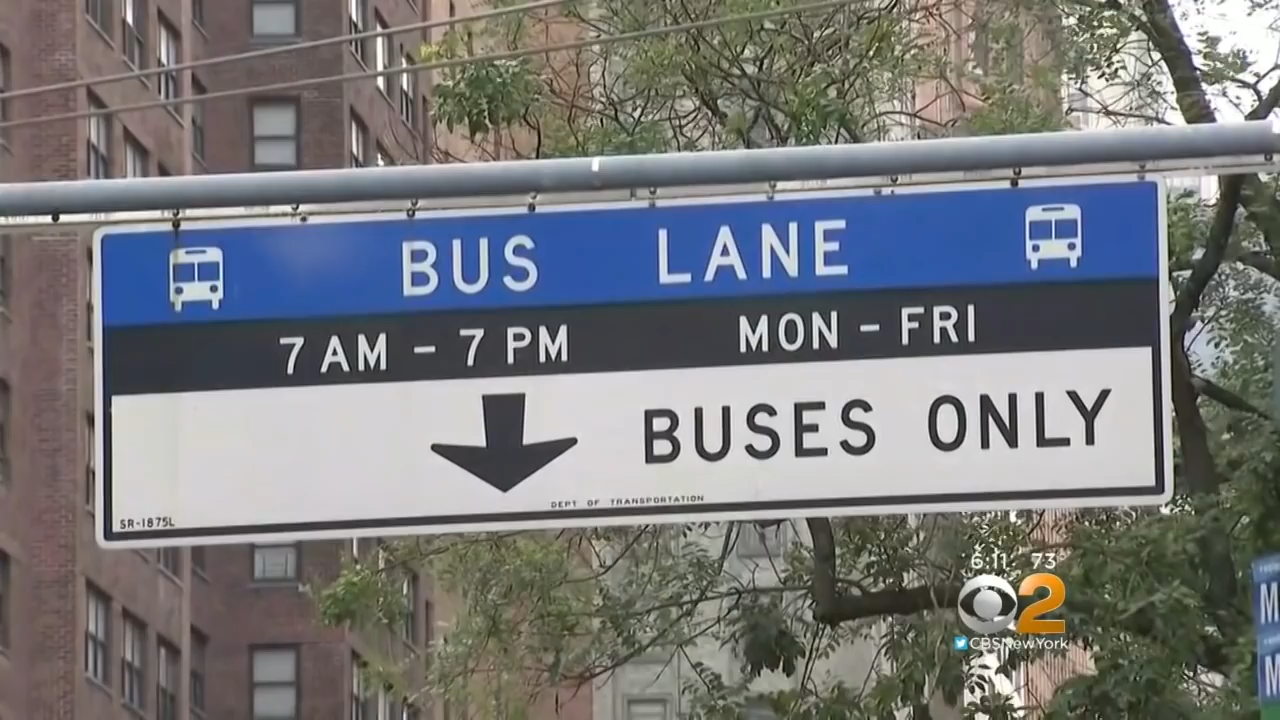 BUS LANE
7 AM – 7 PM MON – FRI
BUSES ONLY
DEPT OF TRANSPORTATION
SR-1875L
6:11 73
2
CBSNewYork
M
M